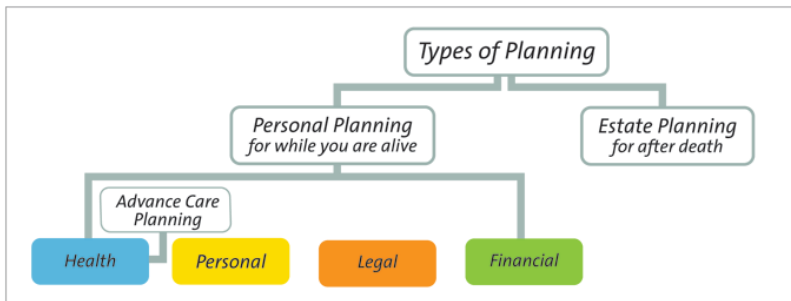 Types of Planning
Personal Planning
for while you are alive
Estate Planning
for after death
Advance Care
Planning
Health
Personal
Legal
Financial